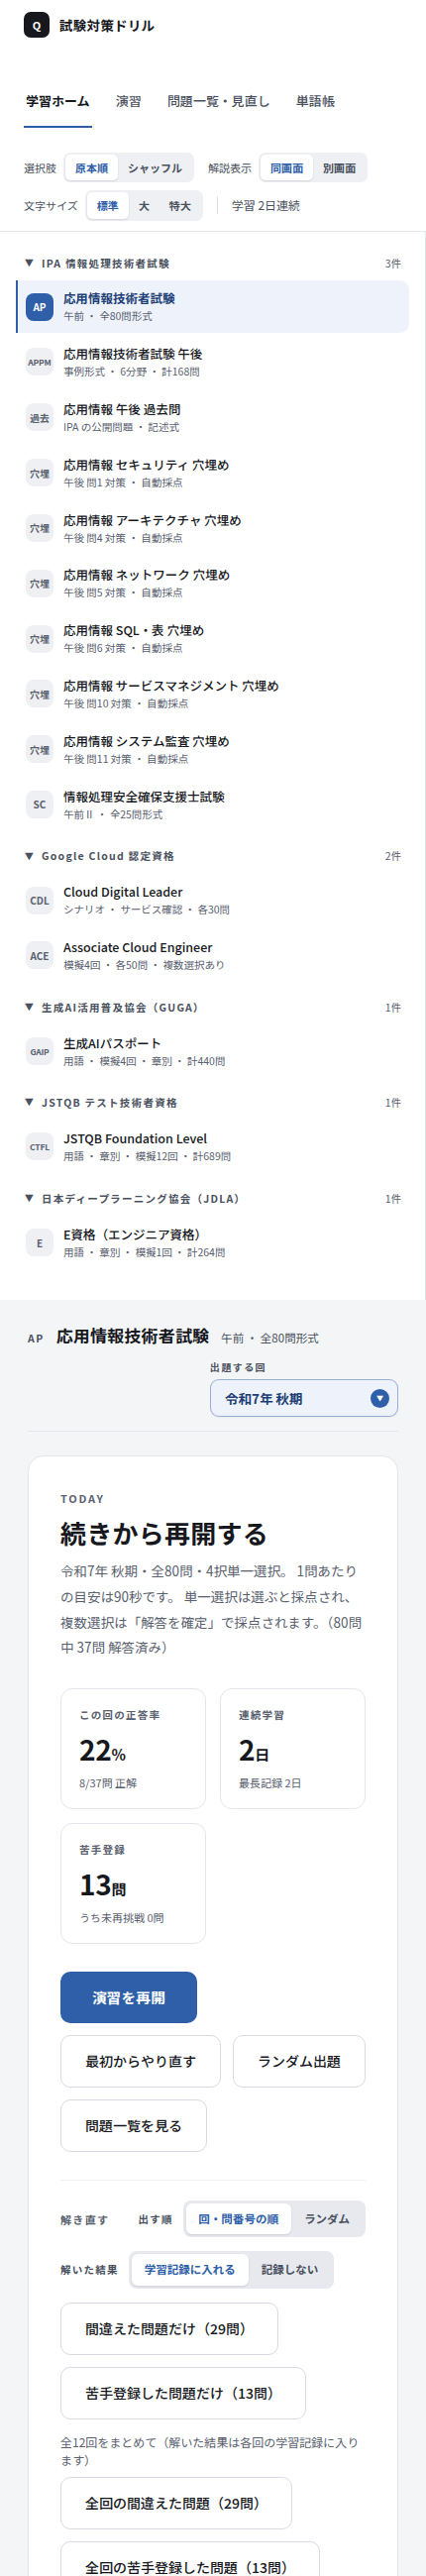 Q 試験対策ドリル
学習ホーム 演習 問題一覧・見直し 単語帳
選択肢 原本順 シャッフル 解説表示 同画面 別画面
文字サイズ 標準 大 特大 学習 2日連続
▼ IPA 情報処理技術者試験 3件
AP 応用情報技術者試験
午前 ・ 全80問形式
APPM 応用情報技術者試験 午後
事例形式 ・ 6分野 ・ 計168問
過去 応用情報 午後 過去問
IPA の公開問題 ・ 記述式
穴埋 応用情報 セキュリティ 穴埋め
午後 問1 対策 ・ 自動採点
穴埋 応用情報 アーキテクチャ 穴埋め
午後 問4 対策 ・ 自動採点
穴埋 応用情報 ネットワーク 穴埋め
午後 問5 対策 ・ 自動採点
穴埋 応用情報 SQL・表 穴埋め
午後 問6 対策 ・ 自動採点
穴埋 応用情報 サービスマネジメント 穴埋め
午後 問10 対策 ・ 自動採点
穴埋 応用情報 システム監査 穴埋め
午後 問11 対策 ・ 自動採点
SC 情報処理安全確保支援士試験
午前Ⅱ ・ 全25問形式
▼ Google Cloud 認定資格 2件
CDL Cloud Digital Leader
シナリオ ・ サービス確認 ・ 各30問
ACE Associate Cloud Engineer
模擬4回 ・ 各50問 ・ 複数選択あり
▼ 生成AI活用普及協会（GUGA） 1件
GAIP 生成AIパスポート
用語 ・ 模擬4回 ・ 章別 ・ 計440問
▼ JSTQB テスト技術者資格 1件
CTFL JSTQB Foundation Level
用語 ・ 章別 ・ 模擬12回 ・ 計689問
▼ 日本ディープラーニング協会（JDLA） 1件
E E資格（エンジニア資格）
用語 ・ 章別 ・ 模擬1回 ・ 計264問
AP 応用情報技術者試験 午前 ・ 全80問形式
出題する回
令和7年 秋期 ▼
TODAY
続きから再開する
令和7年 秋期・全80問・4択単一選択。 1問あたり
の目安は90秒です。 単一選択は選ぶと採点され、
複数選択は「解答を確定」で採点されます。（80問
中 37問 解答済み）
この回の正答率
22%
8/37問 正解
連続学習
2日
最長記録 2日
苦手登録
13問
うち未再挑戦 0問
演習を再開
最初からやり直す ランダム出題
問題一覧を見る
解き直す 出す順 回・問番号の順 ランダム
解いた結果 学習記録に入れる 記録しない
間違えた問題だけ（29問）
苦手登録した問題だけ（13問）
全12回をまとめて（解いた結果は各回の学習記録に入り
ます）
全回の間違えた問題（29問）
全回の苦手登録した問題（13問）